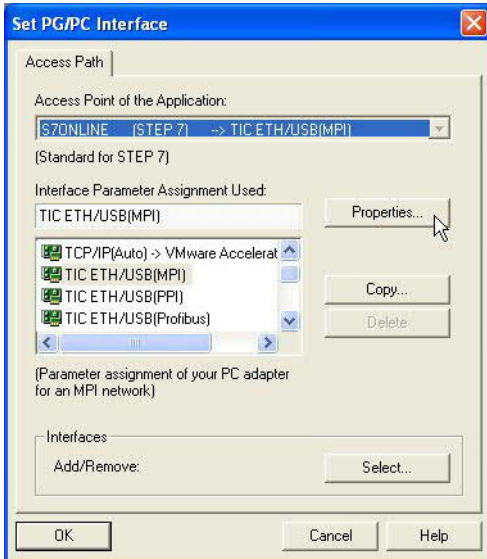 Set PG/PC Interface
Access Path
Access Point of the Application:
S7ONLINE (STEP 7) --> TIC ETH/USB(MPI)
(Standard for STEP 7)
Interface Parameter Assignment Used:
TIC ETH/USB(MPI)
Properties...
TCP/IP(Auto) -> VMware Accelerat
TIC ETH/USB(MPI)
TIC ETH/USB(PPI)
TIC ETH/USB(Profibus)
Copy...
Delete
(Parameter assignment of your PC adapter
for an MPI network)
Interfaces
Add/Remove:
Select...
OK
Cancel
Help